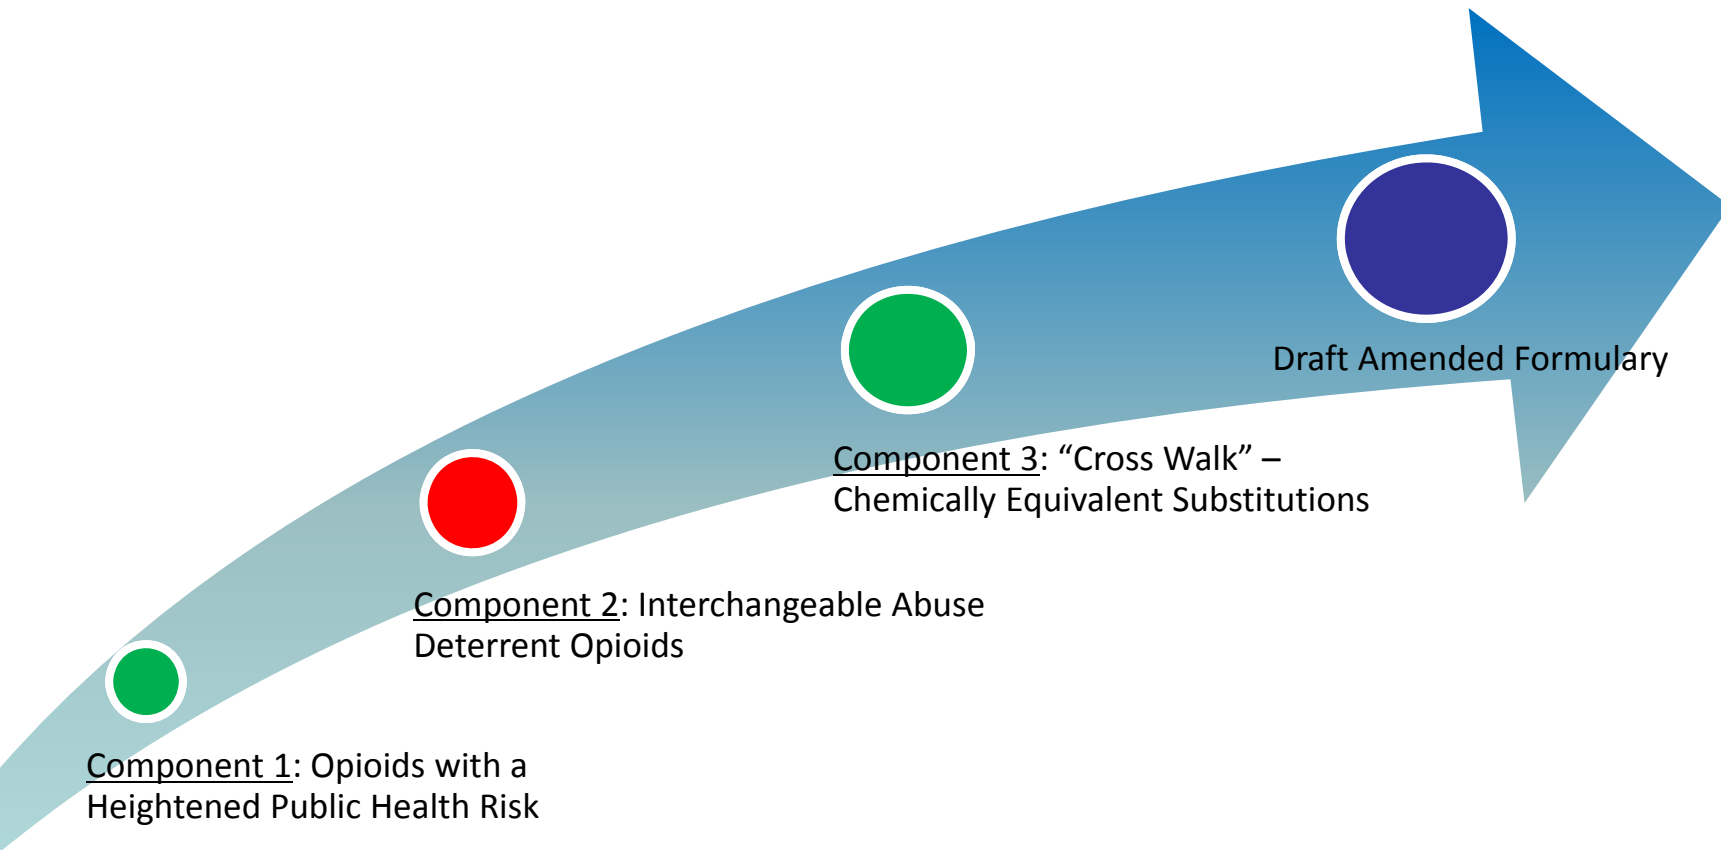 Draft Amended Formulary
Component 3: “Cross Walk” –
Chemically Equivalent Substitutions
Component 2: Interchangeable Abuse
Deterrent Opioids
Component 1: Opioids with a
Heightened Public Health Risk